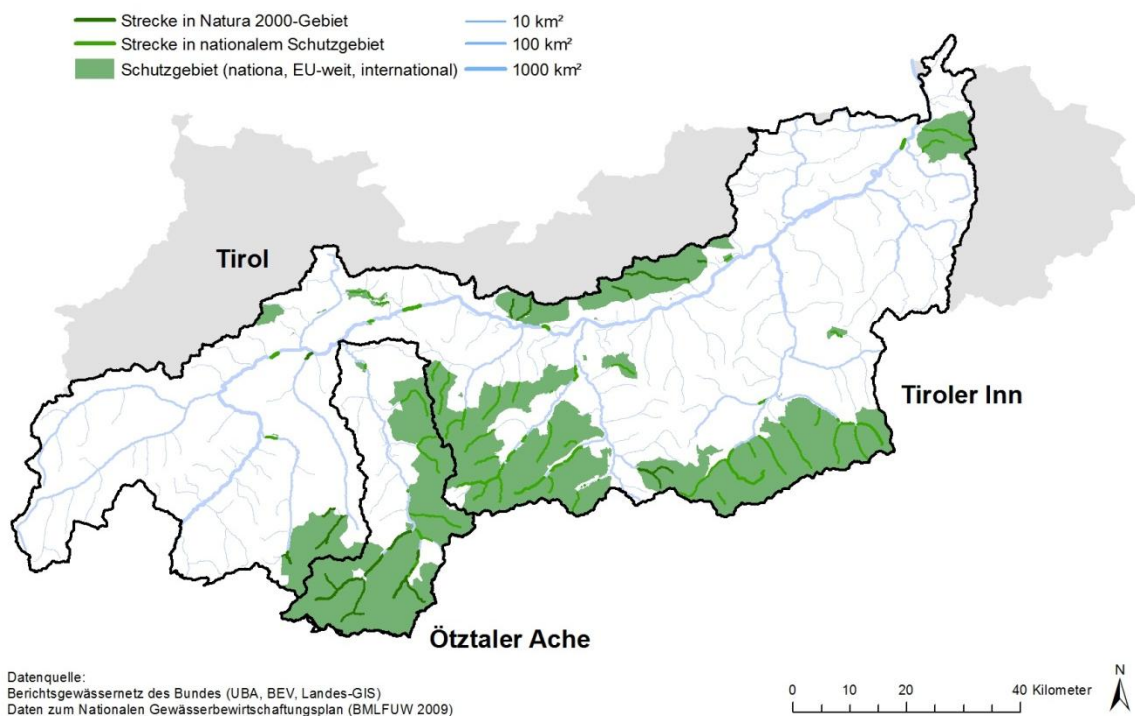 Strecke in Natura 2000-Gebiet
10 km²
Strecke in nationalem Schutzgebiet
100 km²
Schutzgebiet (nationa, EU-weit, international)
1000 km²
Tirol
Tiroler Inn
Ötztaler Ache
Datenquelle:
Berichtsgewässernetz des Bundes (UBA, BEV, Landes-GIS)
Daten zum Nationalen Gewässerbewirtschaftungsplan (BMLFUW 2009)
0 10 20 40 Kilometer
N